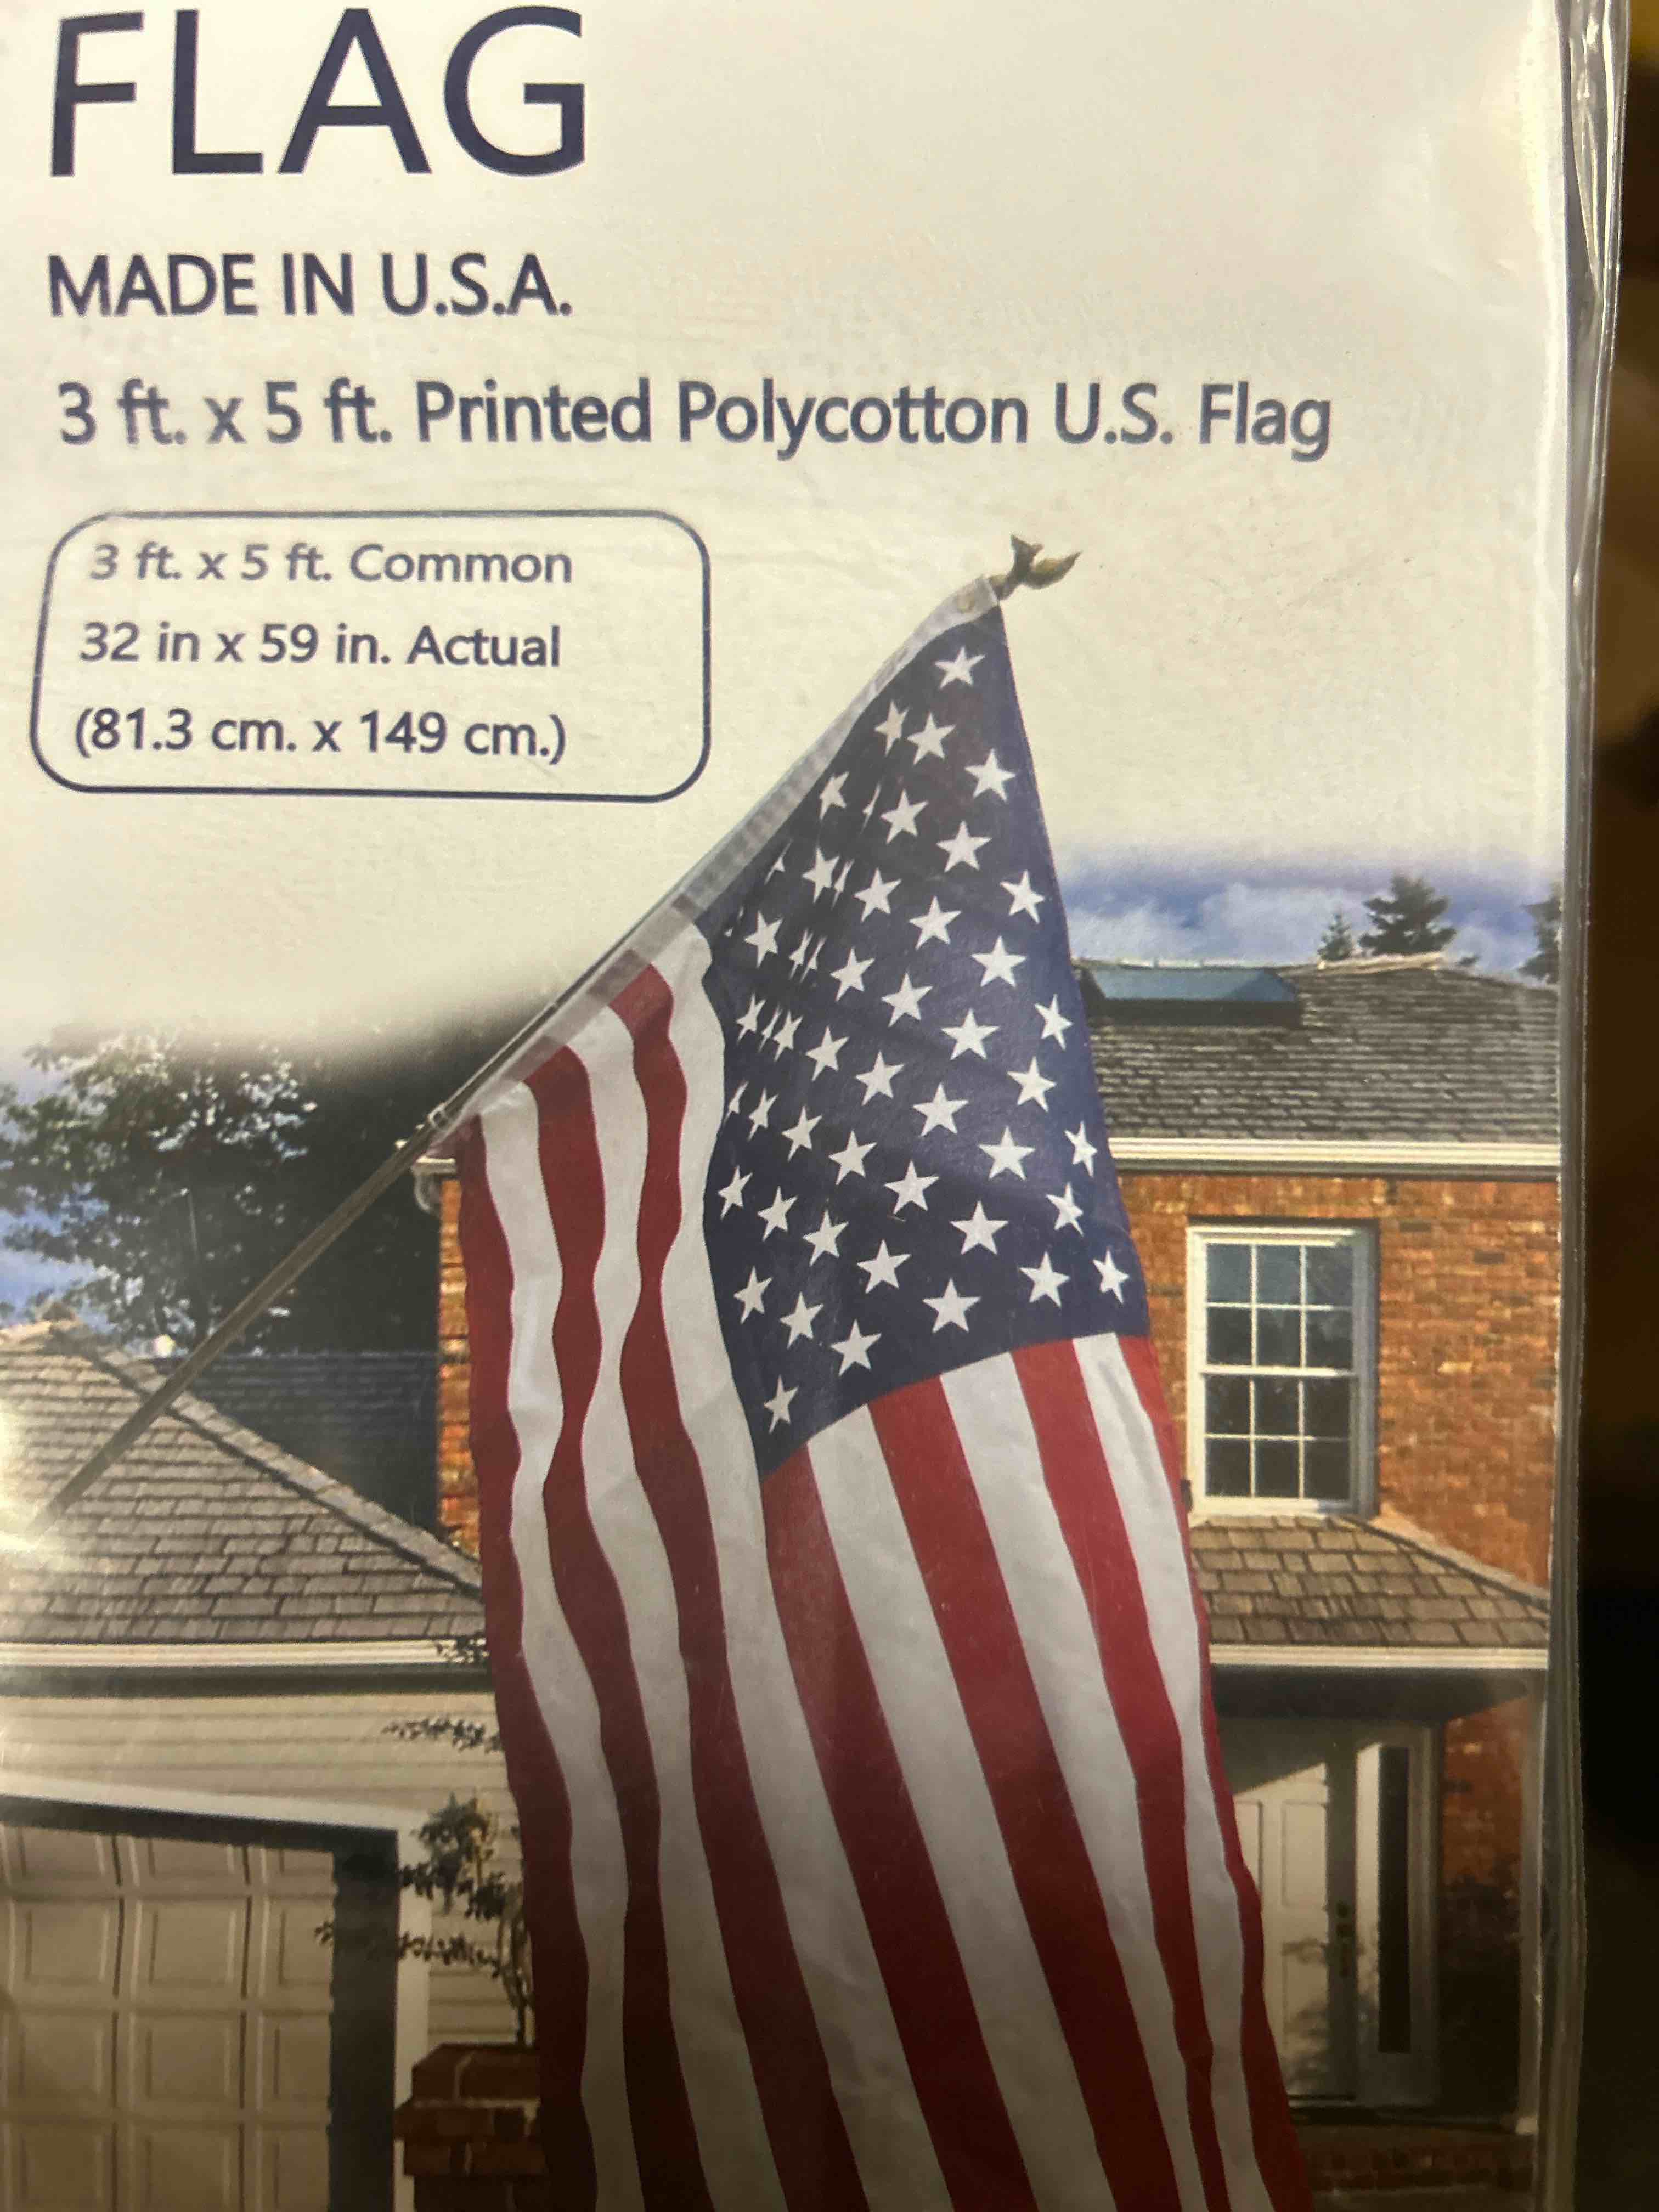 FLAG
MADE IN U.S.A.
3 ft. x 5 ft. Printed Polycotton U.S. Flag
3 ft. x 5 ft. Common
32 in x 59 in. Actual
(81.3 cm. x 149 cm.)